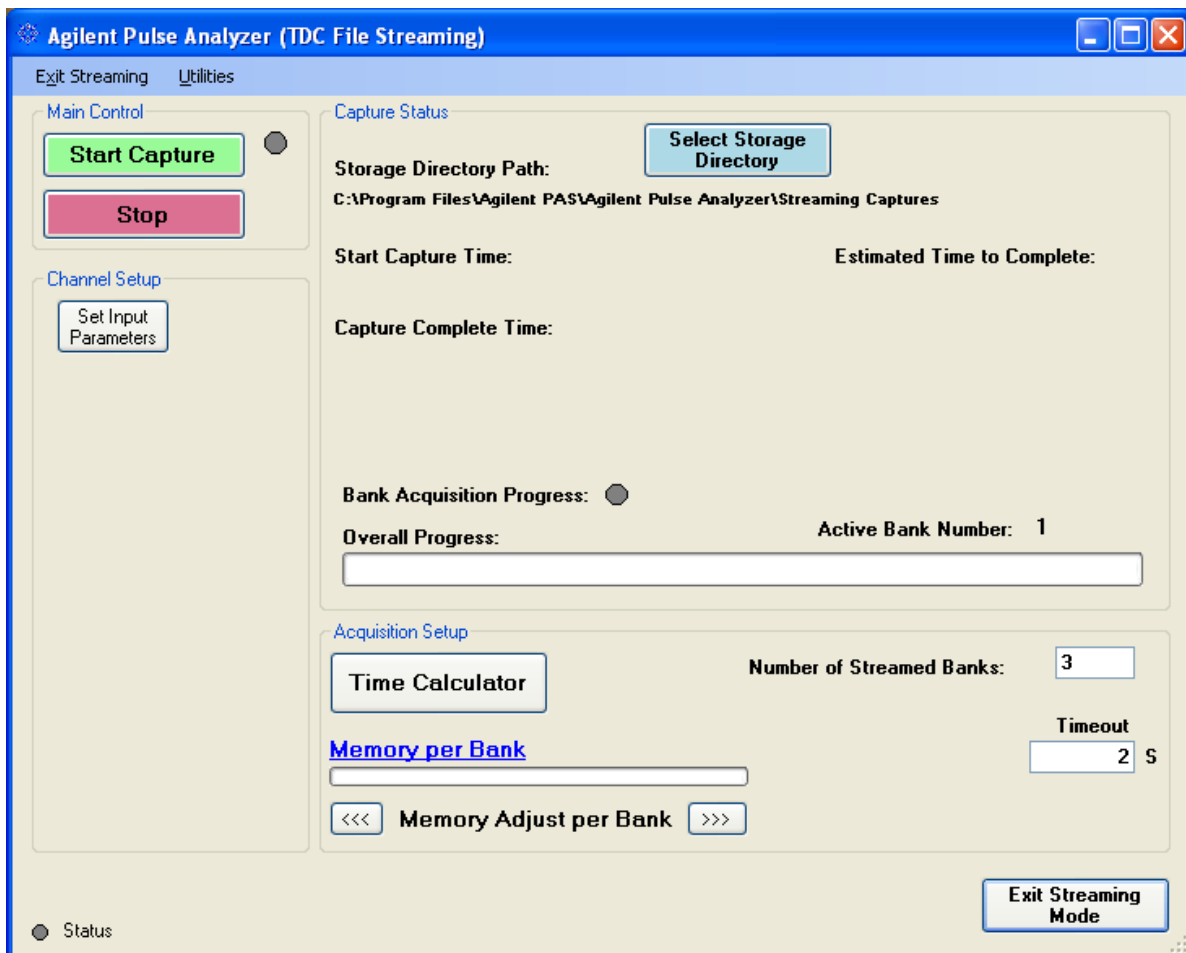 Agilent Pulse Analyzer (TDC File Streaming)
Exit Streaming Utilities
Main Control
Start Capture
Stop
Channel Setup
Set Input
Parameters
Capture Status
Select Storage
Directory
Storage Directory Path:
C:\Program Files\Agilent PAS\Agilent Pulse Analyzer\Streaming Captures
Start Capture Time:
Estimated Time to Complete:
Capture Complete Time:
Bank Acquisition Progress:
Active Bank Number: 1
Overall Progress:
Acquisition Setup
Time Calculator
Number of Streamed Banks: 3
Timeout
2 S
Memory per Bank
<<< Memory Adjust per Bank >>>
Exit Streaming
Mode
Status